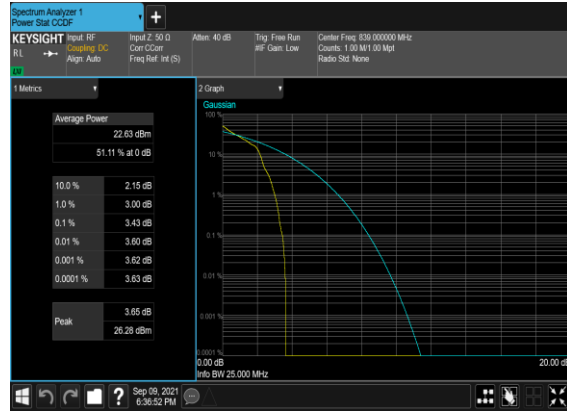 Spectrum Analyzer 1
Power Stat CCDF
KEYSIGHT
RL
Input: RF
Coupling: DC
Align: Auto
Input Z: 50 Ω
Corr CCorr
Freq Ref: Int (S)
Atten: 40 dB
Trig: Free Run
#IF Gain: Low
Center Freq: 839.000000 MHz
Counts: 1.00 M/1.00 Mpt
Radio Std: None
1 Metrics
Average Power
22.63 dBm
51.11 % at 0 dB
10.0 % 2.15 dB
1.0 % 3.00 dB
0.1 % 3.43 dB
0.01 % 3.60 dB
0.001 % 3.62 dB
0.0001 % 3.63 dB
Peak 3.65 dB
26.28 dBm
2 Graph
Gaussian
100 %
10 %
1 %
0.1 %
0.01 %
0.001 %
0.0001 %
0.00 dB
20.00 dB
Info BW 25.000 MHz
?
Sep 09, 2021
6:36:52 PM